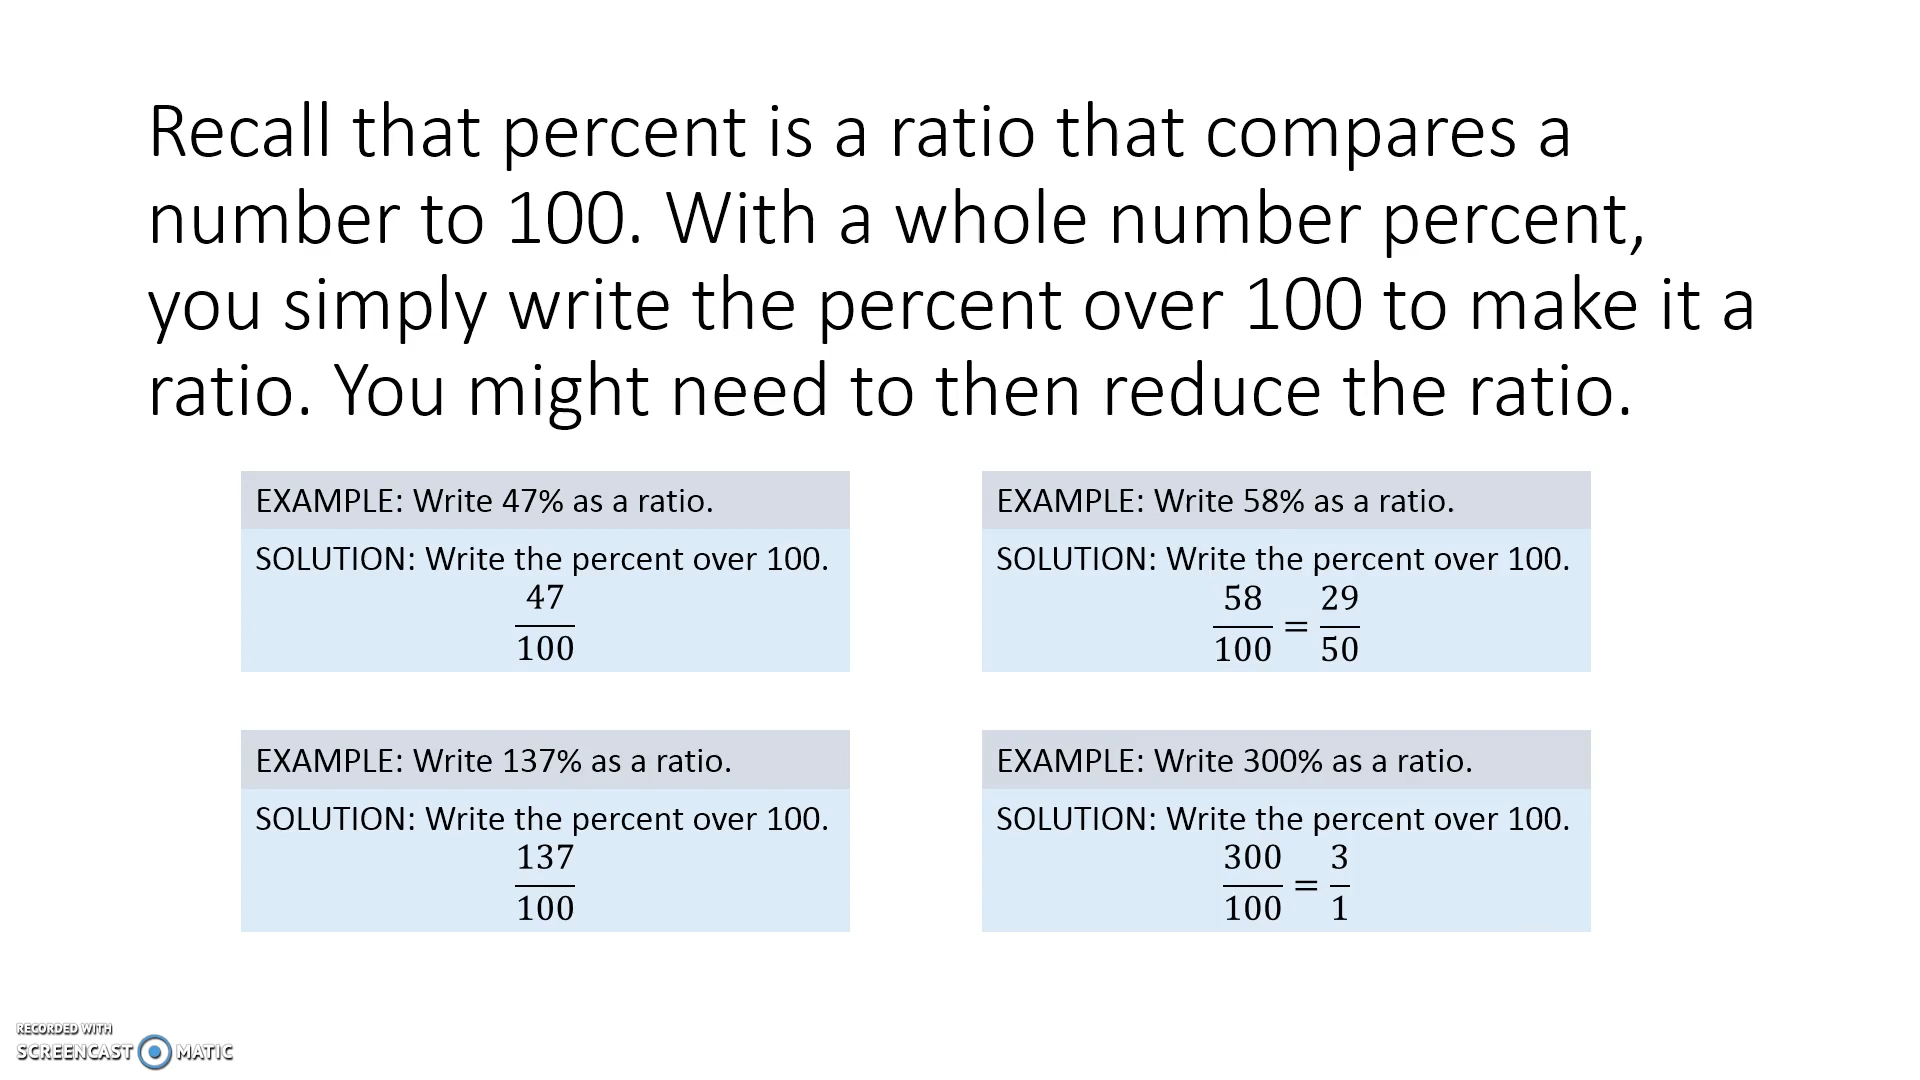 Recall that percent is a ratio that compares a
number to 100. With a whole number percent,
you simply write the percent over 100 to make it a
ratio. You might need to then reduce the ratio.
EXAMPLE: Write 47% as a ratio.
SOLUTION: Write the percent over 100.
47
100
EXAMPLE: Write 58% as a ratio.
SOLUTION: Write the percent over 100.
58 29
100 = 50
EXAMPLE: Write 137% as a ratio.
SOLUTION: Write the percent over 100.
137
100
EXAMPLE: Write 300% as a ratio.
SOLUTION: Write the percent over 100.
300 3
100 = 1
RECORDED WITH
SCREENCAST MATIC